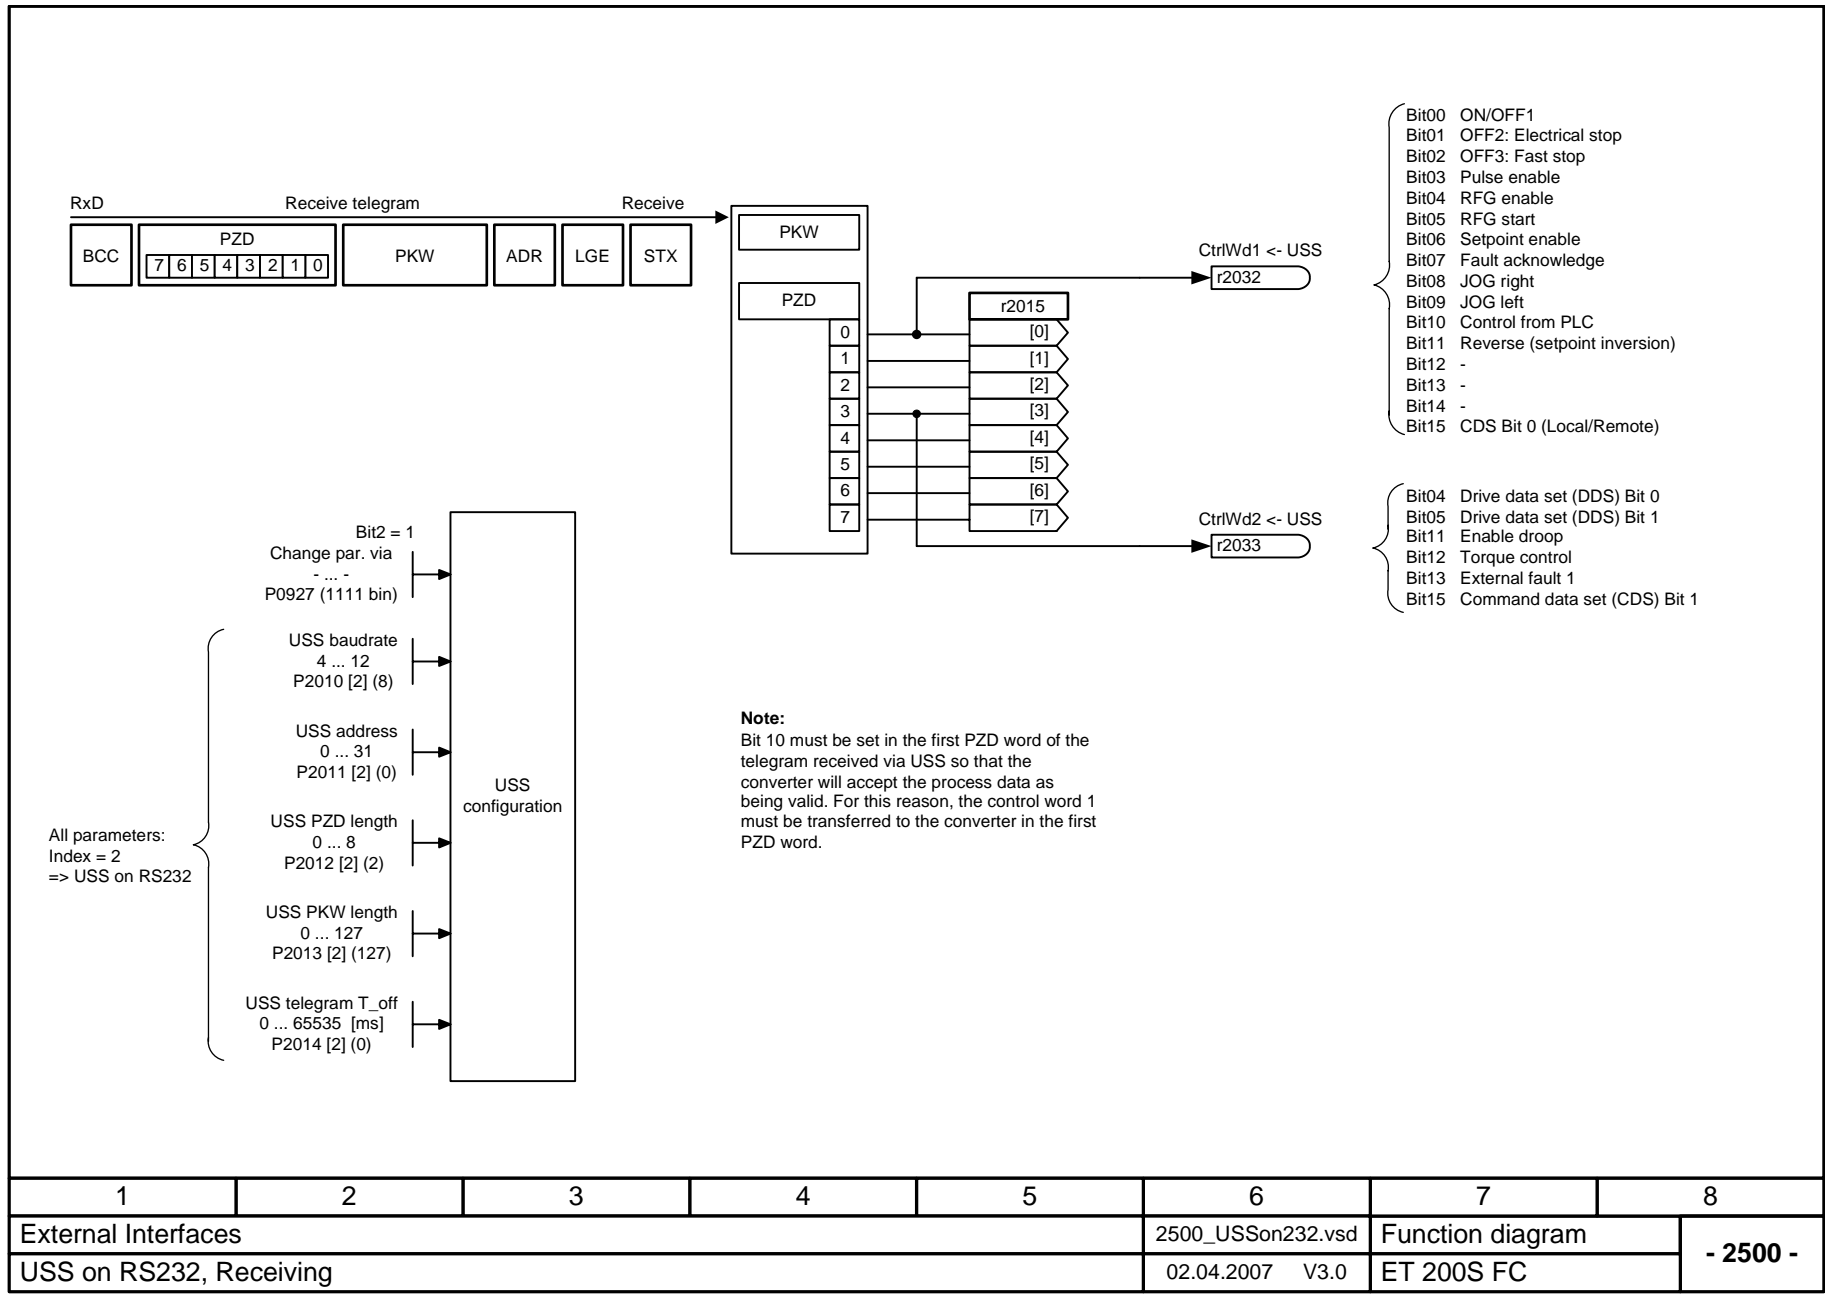 RxD Receive telegram Receive
BCC
PZD
7 6 5 4 3 2 1 0
PKW
ADR
LGE
STX
PKW
PZD
0
1
2
3
4
5
6
7
r2015
[0]
[1]
[2]
[3]
[4]
[5]
[6]
[7]
CtrlWd1 <- USS
r2032
Bit00 ON/OFF1
Bit01 OFF2: Electrical stop
Bit02 OFF3: Fast stop
Bit03 Pulse enable
Bit04 RFG enable
Bit05 RFG start
Bit06 Setpoint enable
Bit07 Fault acknowledge
Bit08 JOG right
Bit09 JOG left
Bit10 Control from PLC
Bit11 Reverse (setpoint inversion)
Bit12 -
Bit13 -
Bit14 -
Bit15 CDS Bit 0 (Local/Remote)
CtrlWd2 <- USS
r2033
Bit04 Drive data set (DDS) Bit 0
Bit05 Drive data set (DDS) Bit 1
Bit11 Enable droop
Bit12 Torque control
Bit13 External fault 1
Bit15 Command data set (CDS) Bit 1
Bit2 = 1
Change par. via
- ... -
P0927 (1111 bin)
USS baudrate
4 ... 12
P2010 [2] (8)
USS address
0 ... 31
P2011 [2] (0)
USS PZD length
0 ... 8
P2012 [2] (2)
USS PKW length
0 ... 127
P2013 [2] (127)
USS telegram T_off
0 ... 65535 [ms]
P2014 [2] (0)
All parameters:
Index = 2
=> USS on RS232
USS
configuration
Note:
Bit 10 must be set in the first PZD word of the
telegram received via USS so that the
converter will accept the process data as
being valid. For this reason, the control word 1
must be transferred to the converter in the first
PZD word.
1 2 3 4 5 6 7 8
External Interfaces
2500_USSon232.vsd
Function diagram
- 2500 -
USS on RS232, Receiving
02.04.2007 V3.0
ET 200S FC